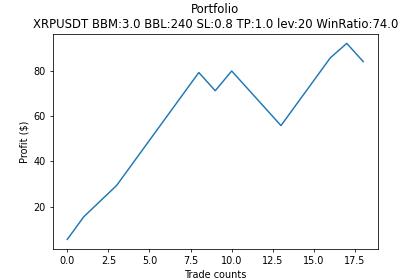 Portfolio
XRPUSDT BBM:3.0 BBL:240 SL:0.8 TP:1.0 lev:20 WinRatio:74.0
80
60
40
20
Profit ($)
0.0 2.5 5.0 7.5 10.0 12.5 15.0 17.5
Trade counts